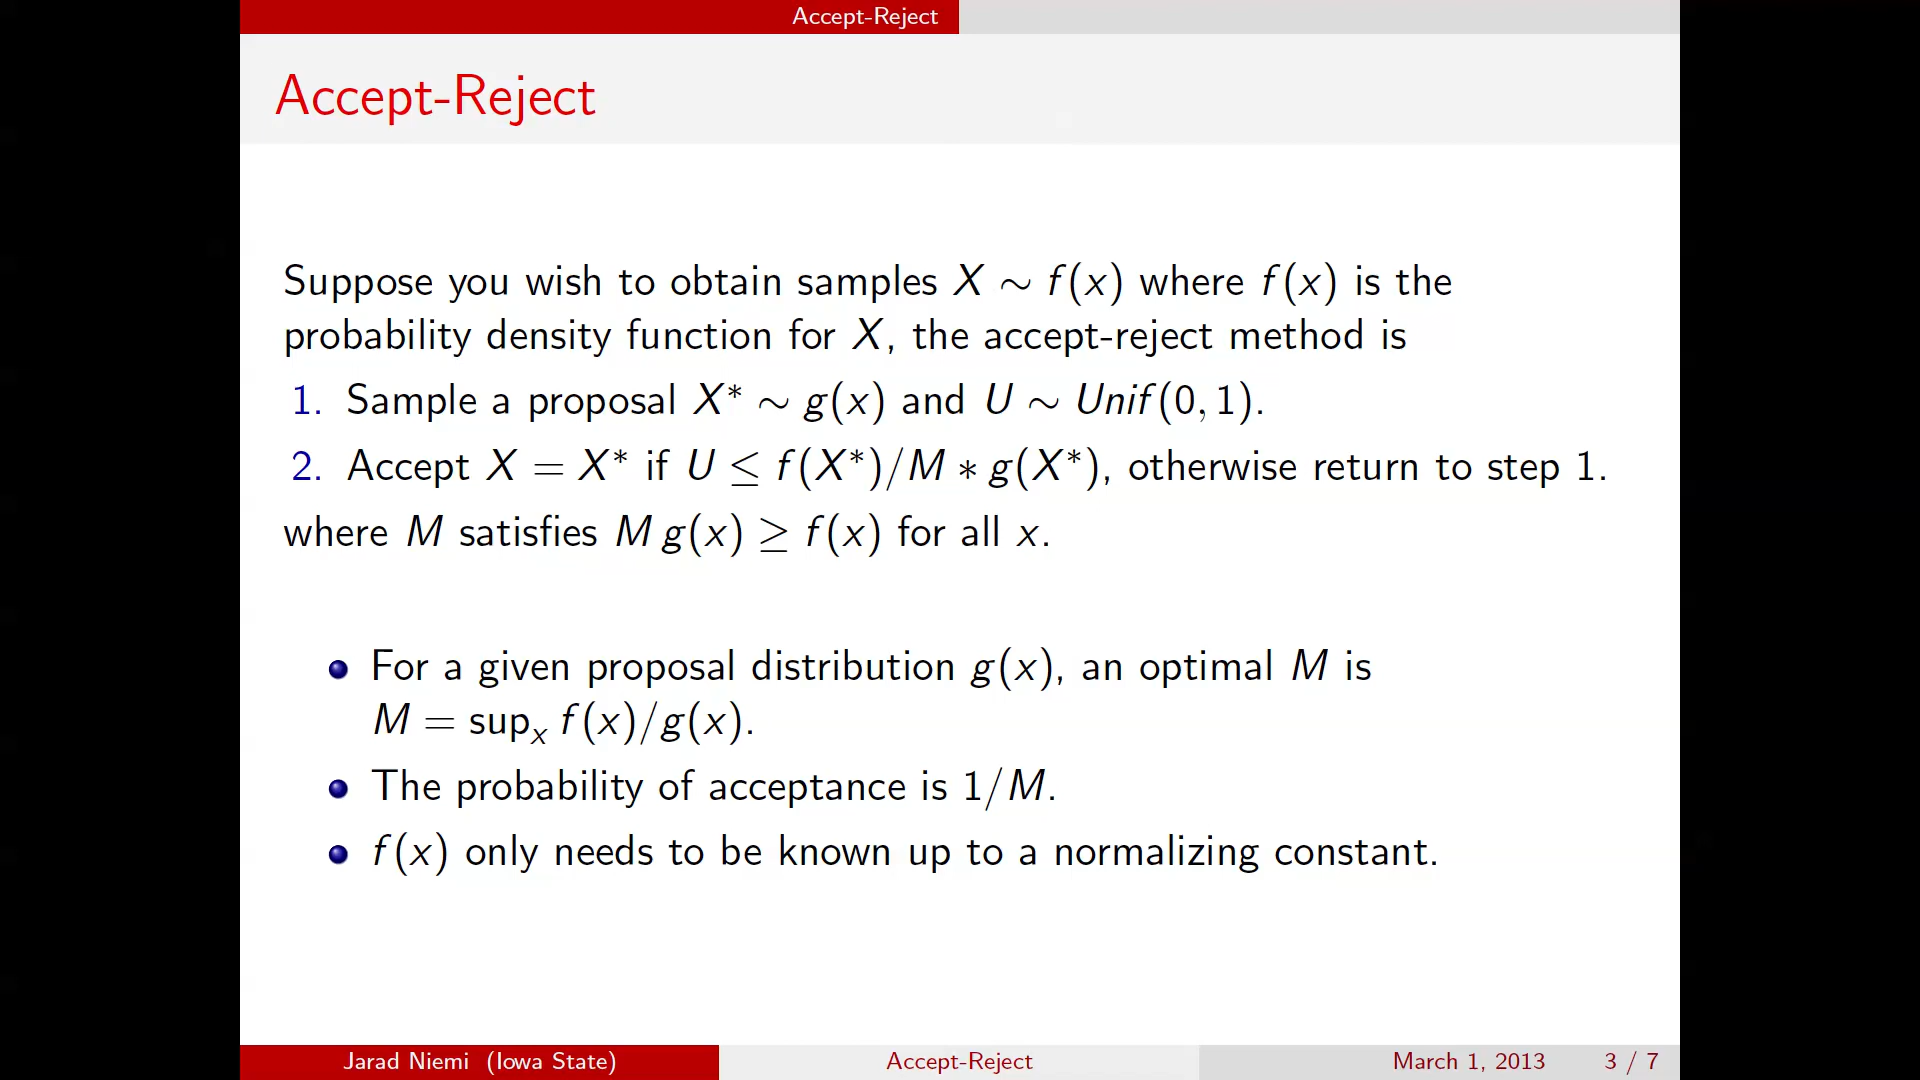 Accept-Reject
Accept-Reject
Suppose you wish to obtain samples X ∼ f(x) where f(x) is the
probability density function for X, the accept-reject method is
1. Sample a proposal X* ∼ g(x) and U ∼ Unif(0, 1).
2. Accept X = X* if U ≤ f(X*)/M ∗ g(X*), otherwise return to step 1.
where M satisfies M g(x) ≥ f(x) for all x.
For a given proposal distribution g(x), an optimal M is
M = supₓ f(x)/g(x).
The probability of acceptance is 1/M.
f(x) only needs to be known up to a normalizing constant.
Jarad Niemi (Iowa State) Accept-Reject March 1, 2013 3 / 7